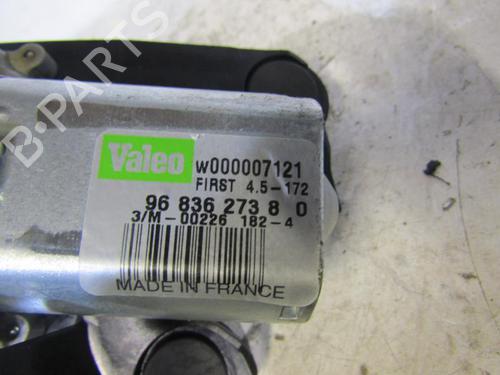 B-PARTS
Valeo
W000007121
FIRST 4.5-172
96 836 273 8 0
3/M-00226 182-4
MADE IN FRANCE